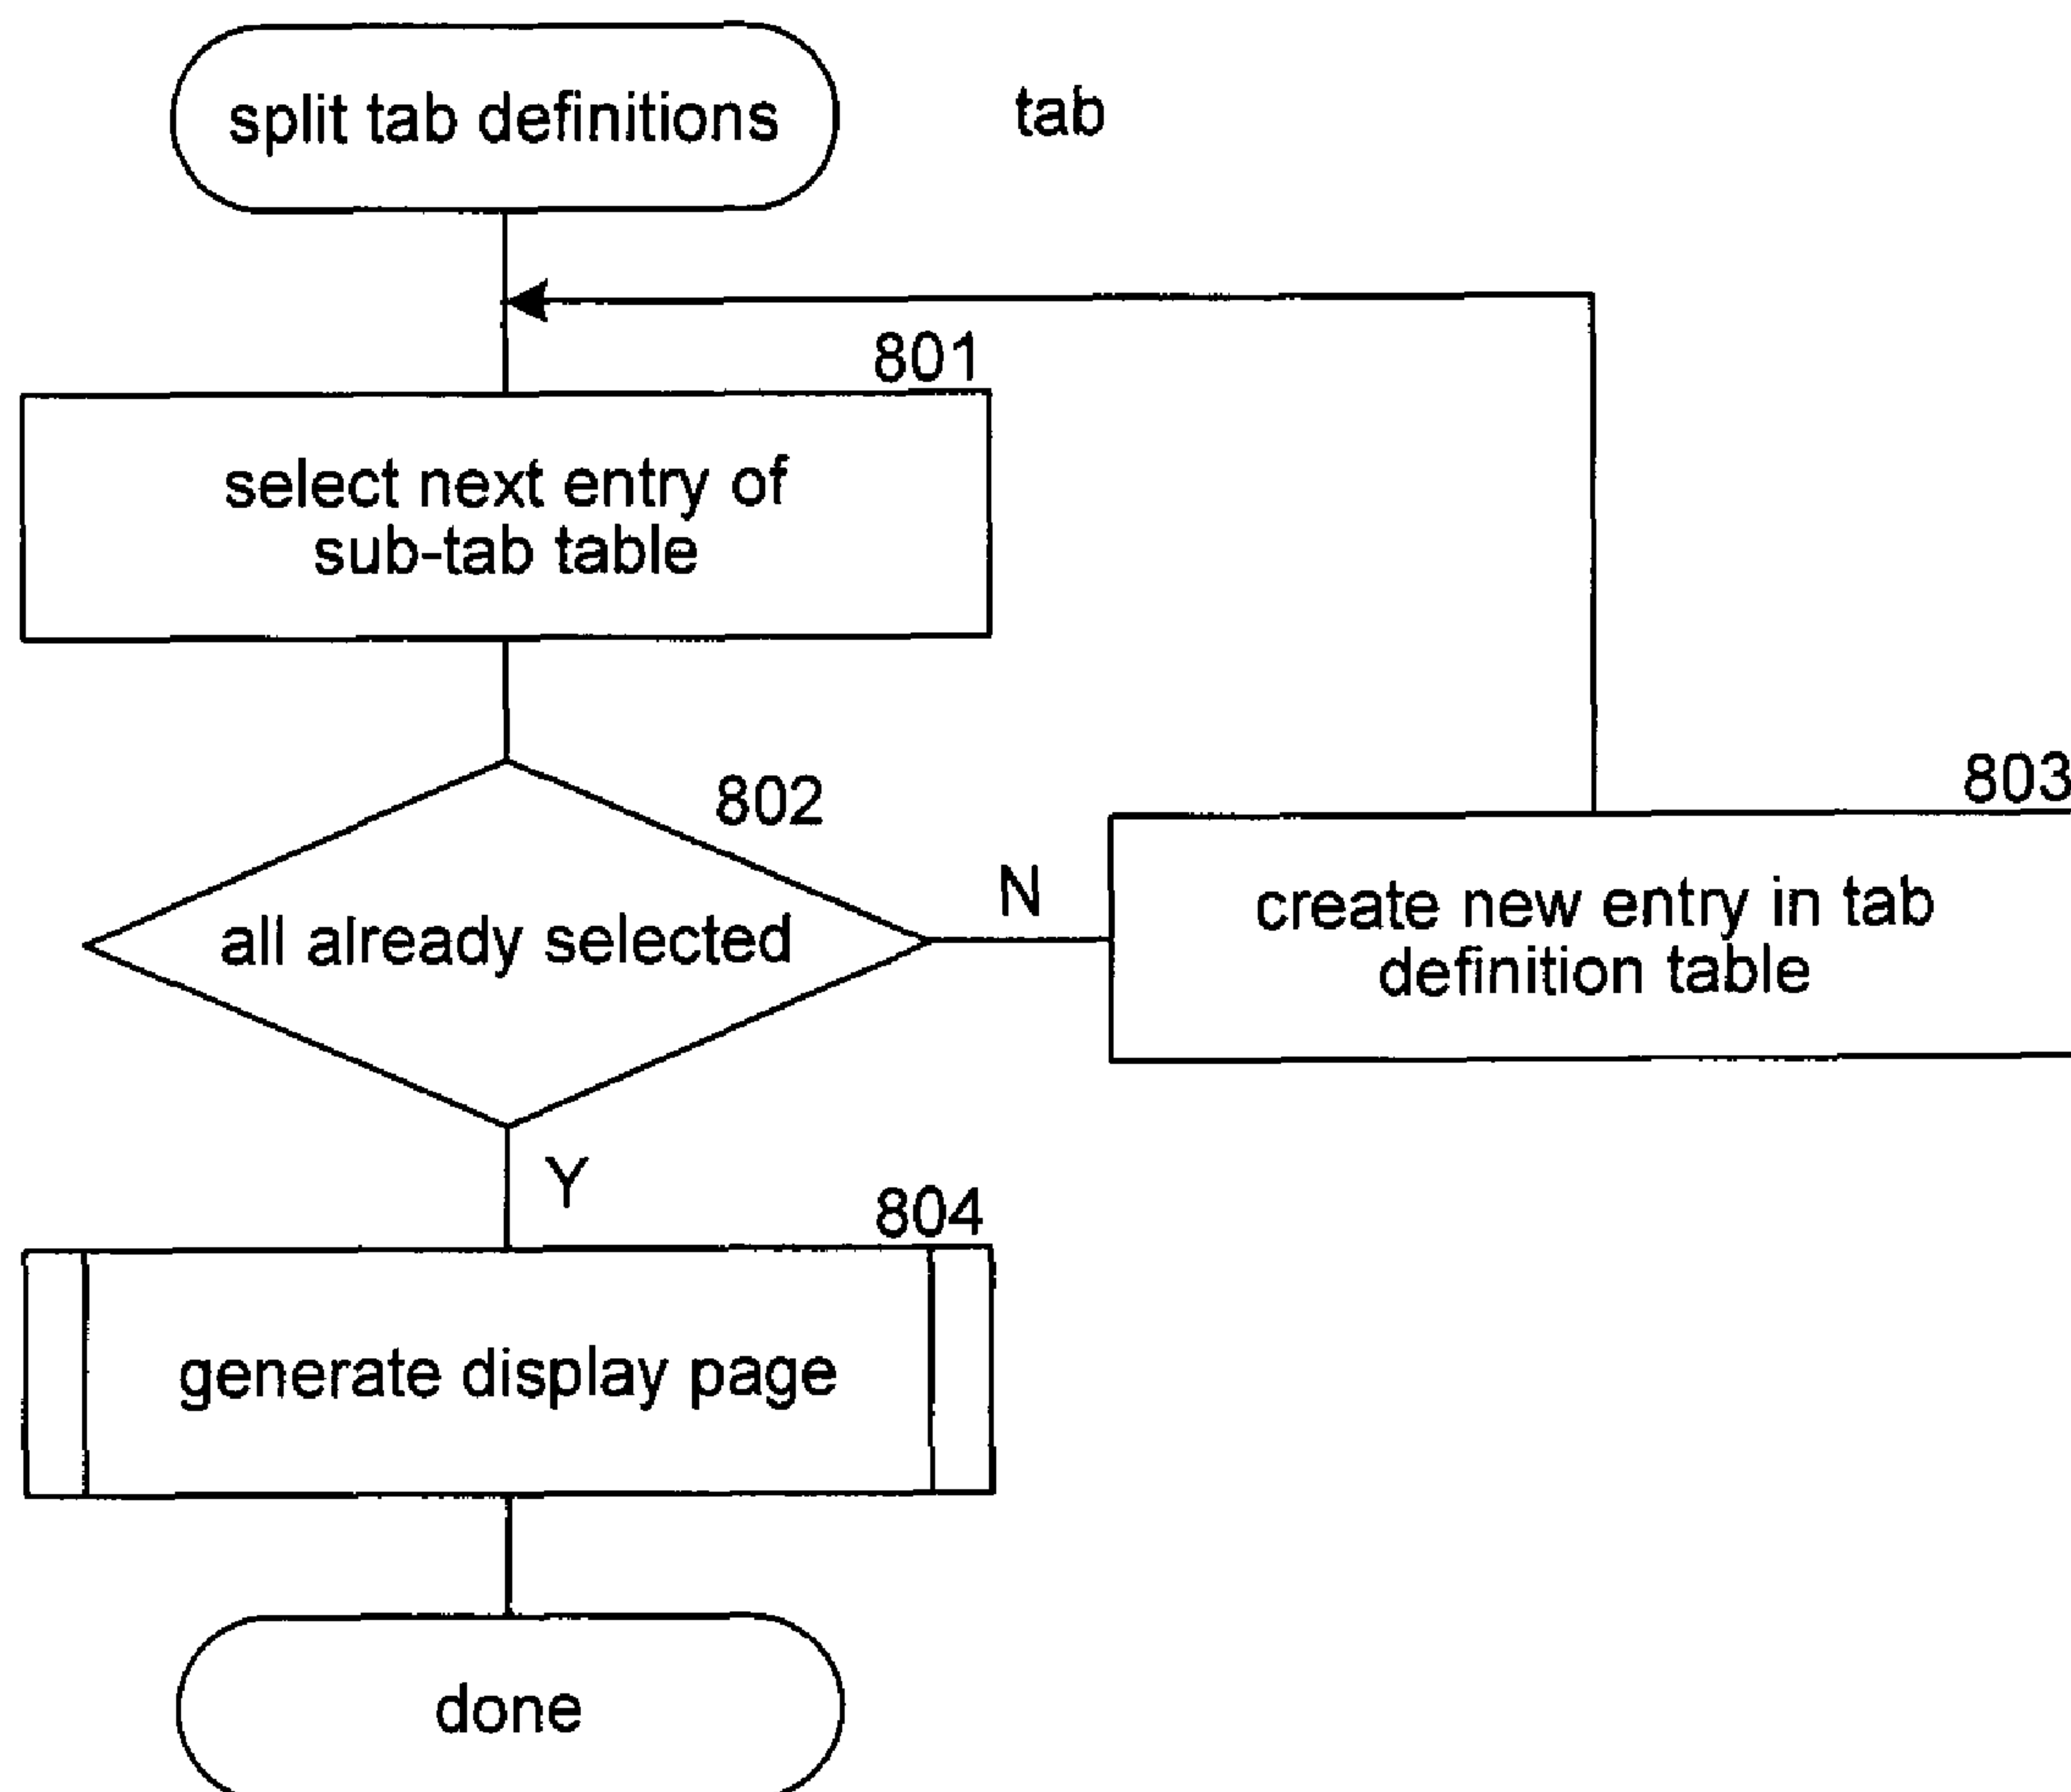 split tab definitions
tab
801
select next entry of
sub-tab table
802
all already selected
N
803
create new entry in tab
definition table
Y
804
generate display page
done